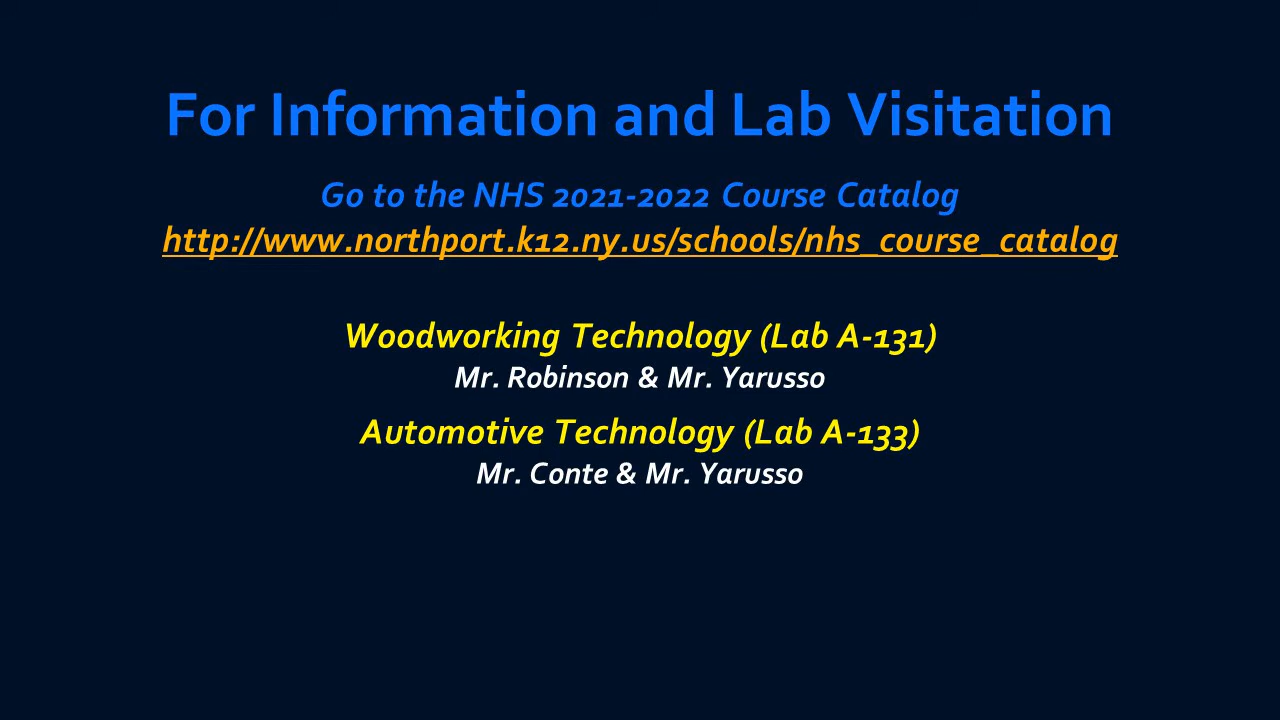 For Information and Lab Visitation
Go to the NHS 2021-2022 Course Catalog
http://www.northport.k12.ny.us/schools/nhs_course_catalog
Woodworking Technology (Lab A-131)
Mr. Robinson & Mr. Yarusso
Automotive Technology (Lab A-133)
Mr. Conte & Mr. Yarusso